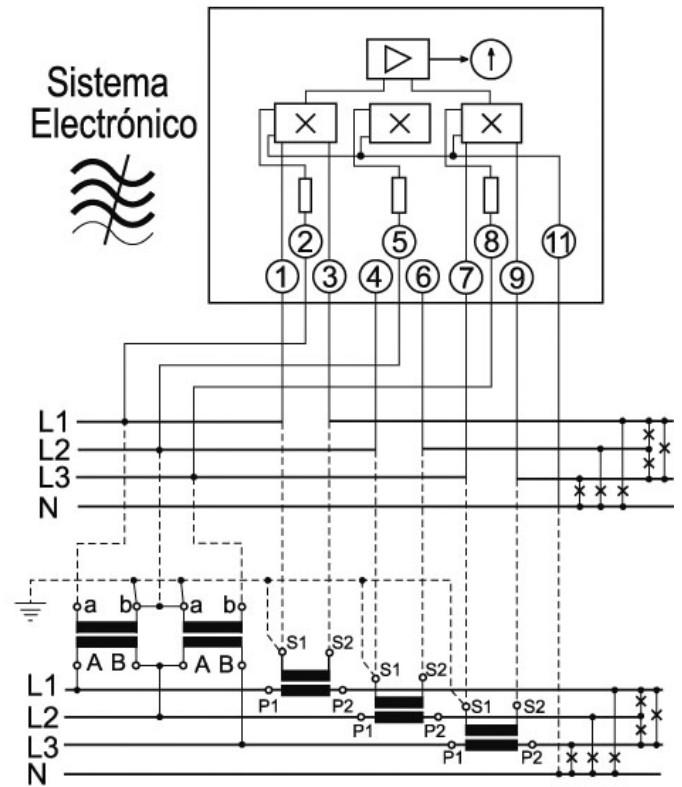 Sistema
Electrónico
2 5 8 11
1 3 4 6 7 9
L1
L2
L3
N
a b a b
A B A B
S1 S2
S1 S2
S1 S2
L1
P1 P2
L2
P1 P2
L3
P1 P2
N